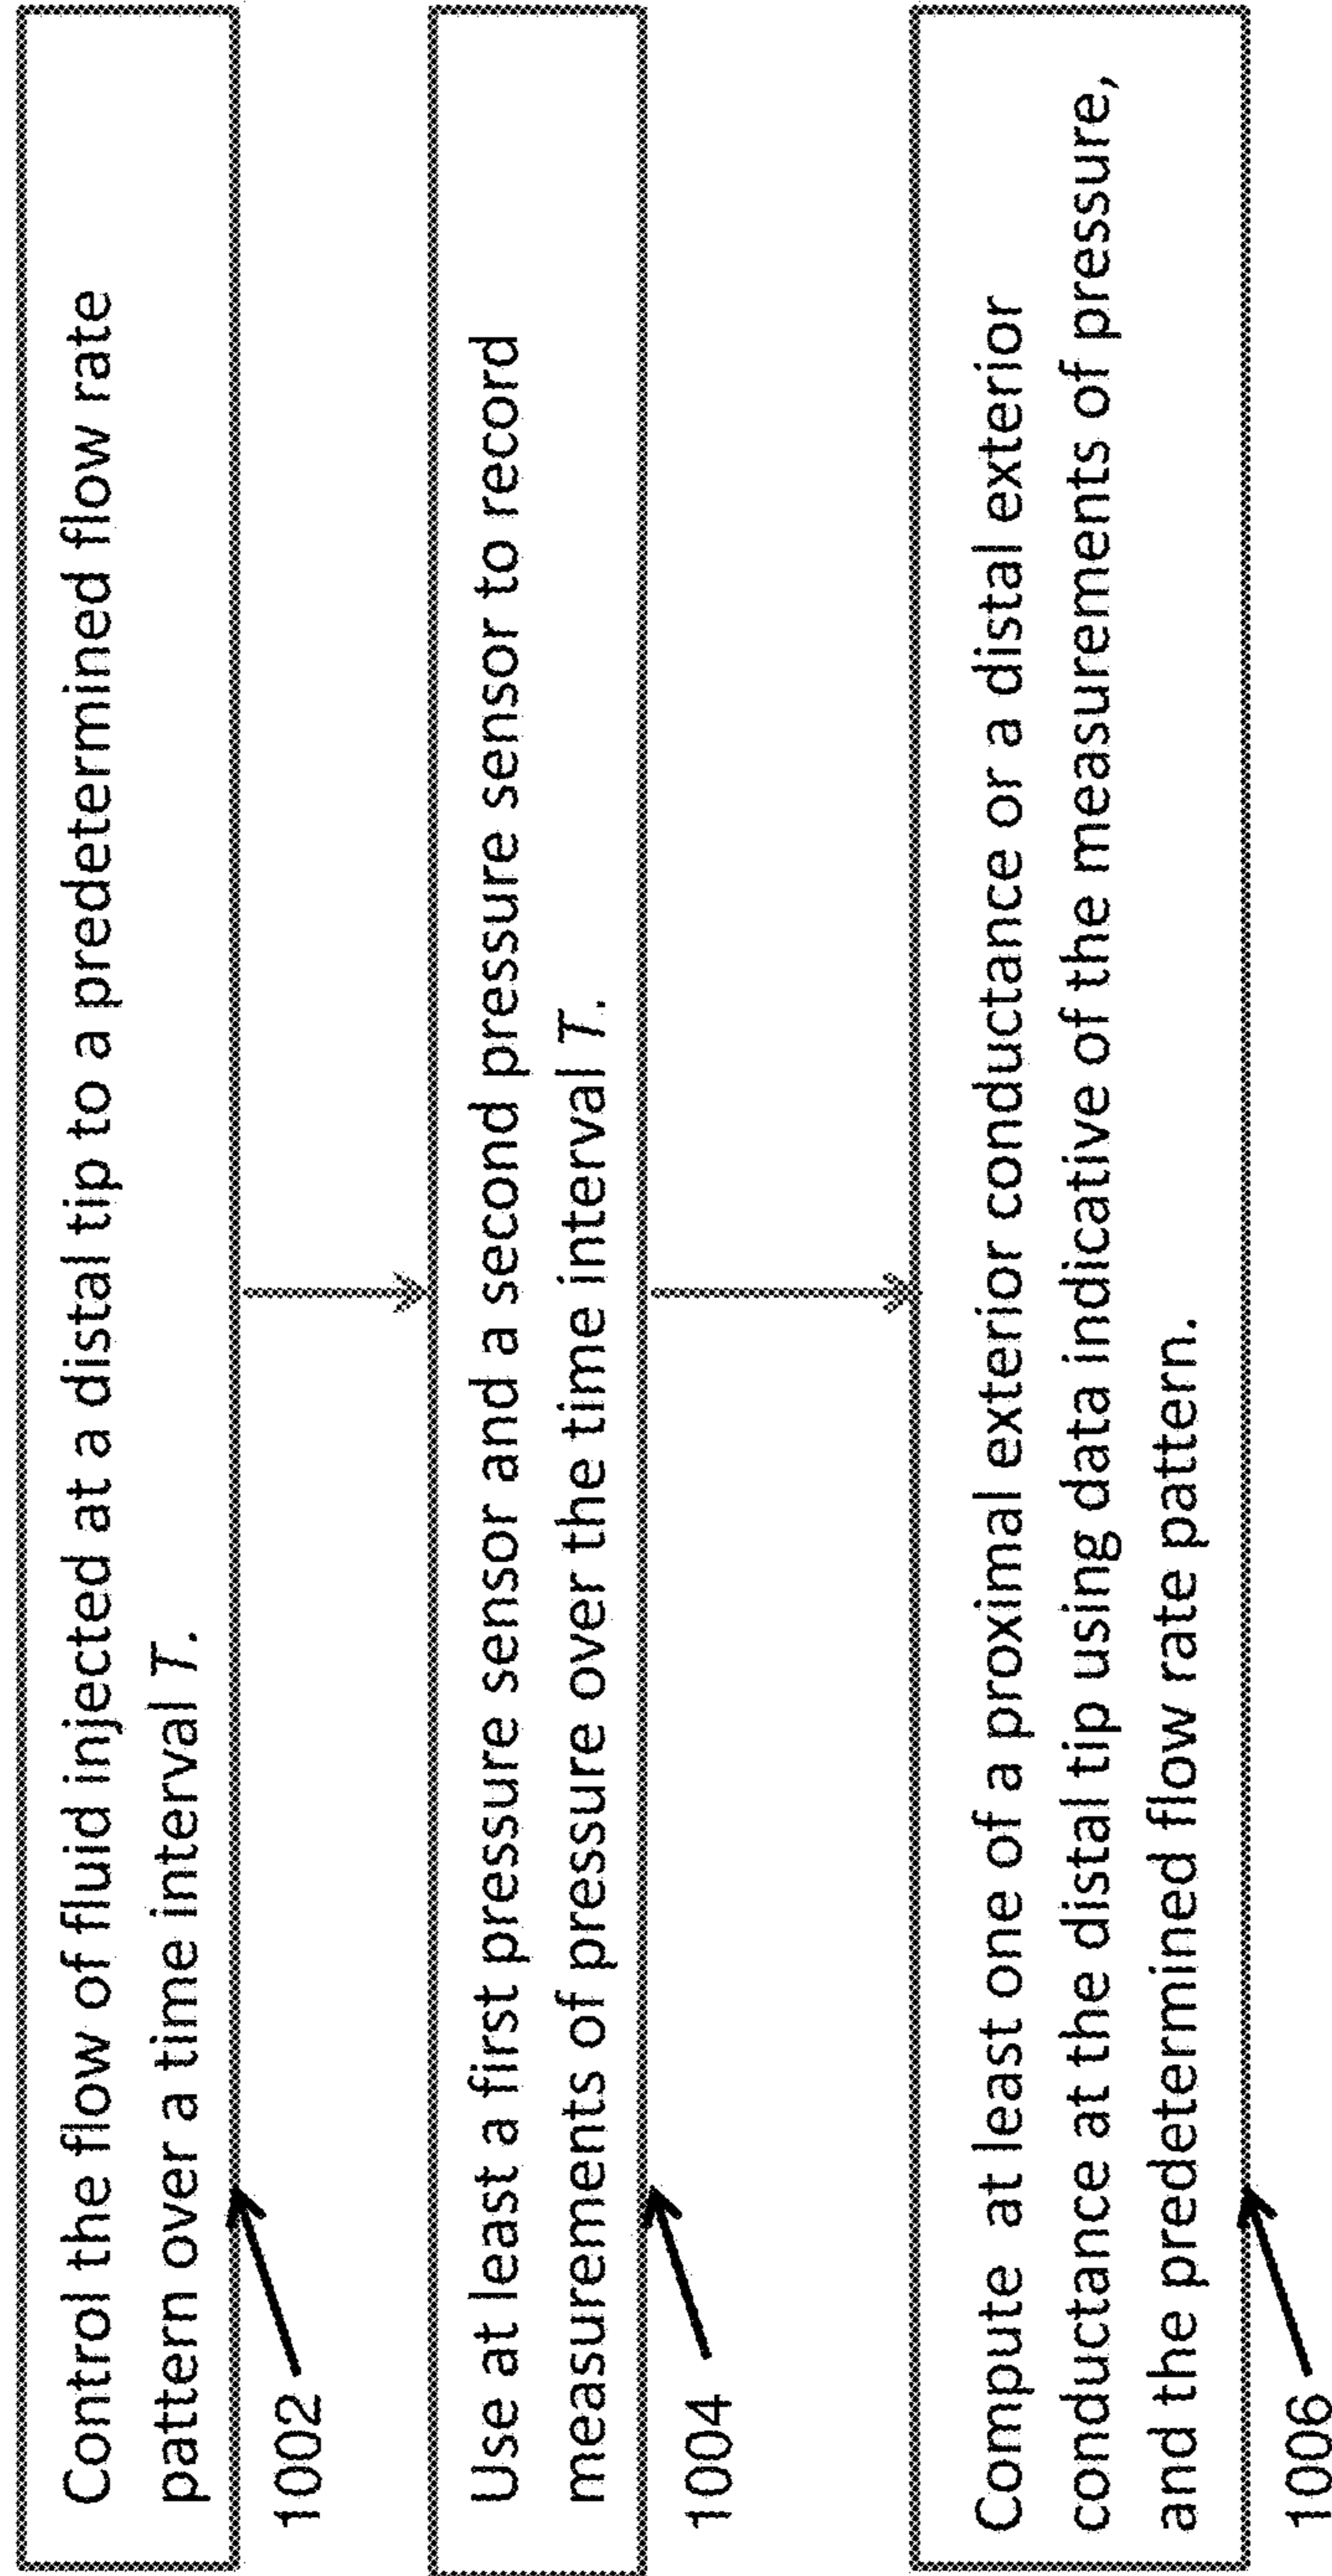 Control the flow of fluid injected at a distal tip to a predetermined flow rate
pattern over a time interval T.
1002
Use at least a first pressure sensor and a second pressure sensor to record
measurements of pressure over the time interval T.
1004
Compute at least one of a proximal exterior conductance or a distal exterior
conductance at the distal tip using data indicative of the measurements of pressure,
and the predetermined flow rate pattern.
1006